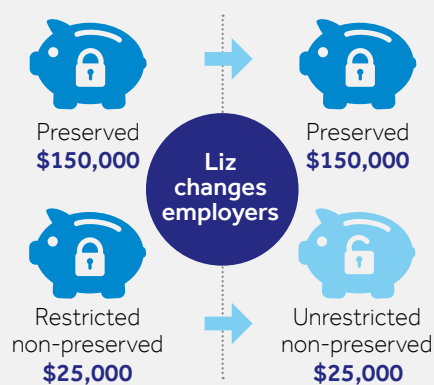 Preserved
$150,000
Liz
changes
employers
Preserved
$150,000
Restricted
non-preserved
$25,000
Unrestricted
non-preserved
$25,000